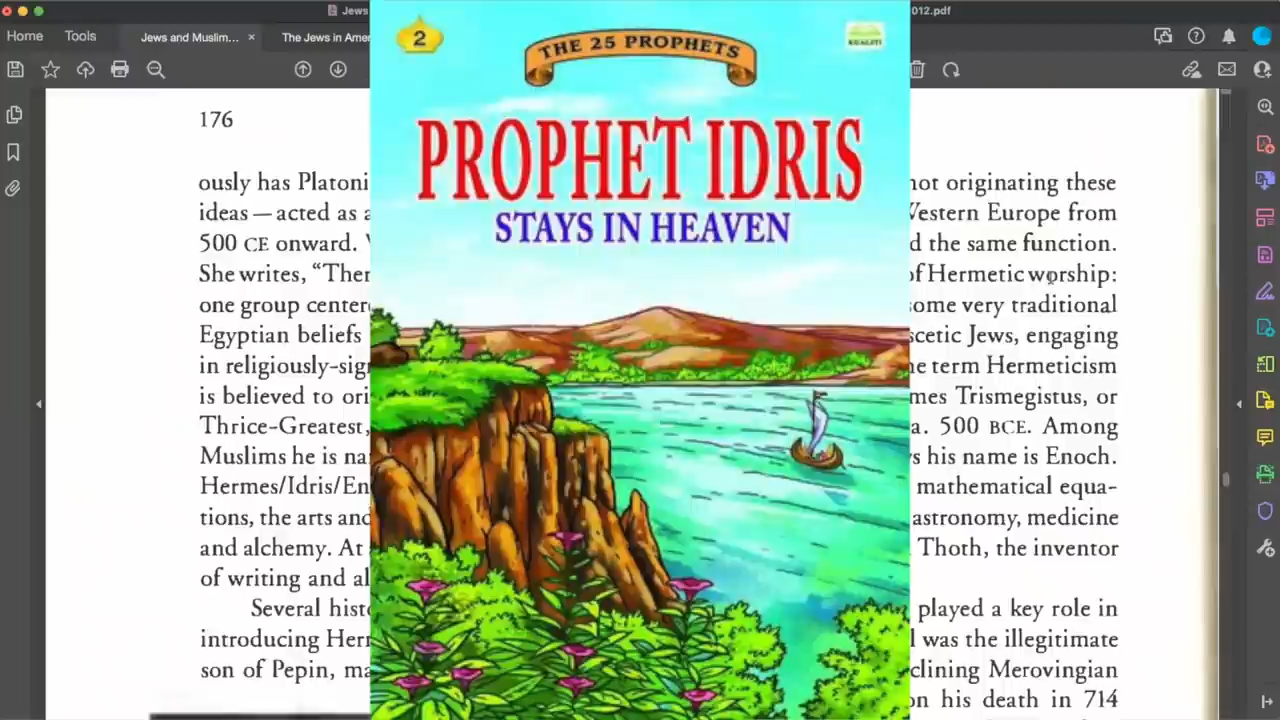 Jews
012.pdf
Home Tools Jews and Muslim... × The Jews in Amer
2
THE 25 PROPHETS
PROPHET IDRIS
STAYS IN HEAVEN
176
ously has Platoni
not originating these
ideas — acted as a
Western Europe from
500 CE onward.
d the same function.
She writes, “Ther
of Hermetic worship:
one group centere
some very traditional
Egyptian beliefs
scetic Jews, engaging
in religiously-sig
he term Hermeticism
is believed to ori
mes Trismegistus, or
Thrice-Greatest,
a. 500 BCE. Among
Muslims he is na
s his name is Enoch.
Hermes/Idris/En
mathematical equa-
tions, the arts and
astronomy, medicine
and alchemy. At
Thoth, the inventor
of writing and al
Several histo
played a key role in
introducing Her
l was the illegitimate
son of Pepin, ma
clining Merovingian
on his death in 714